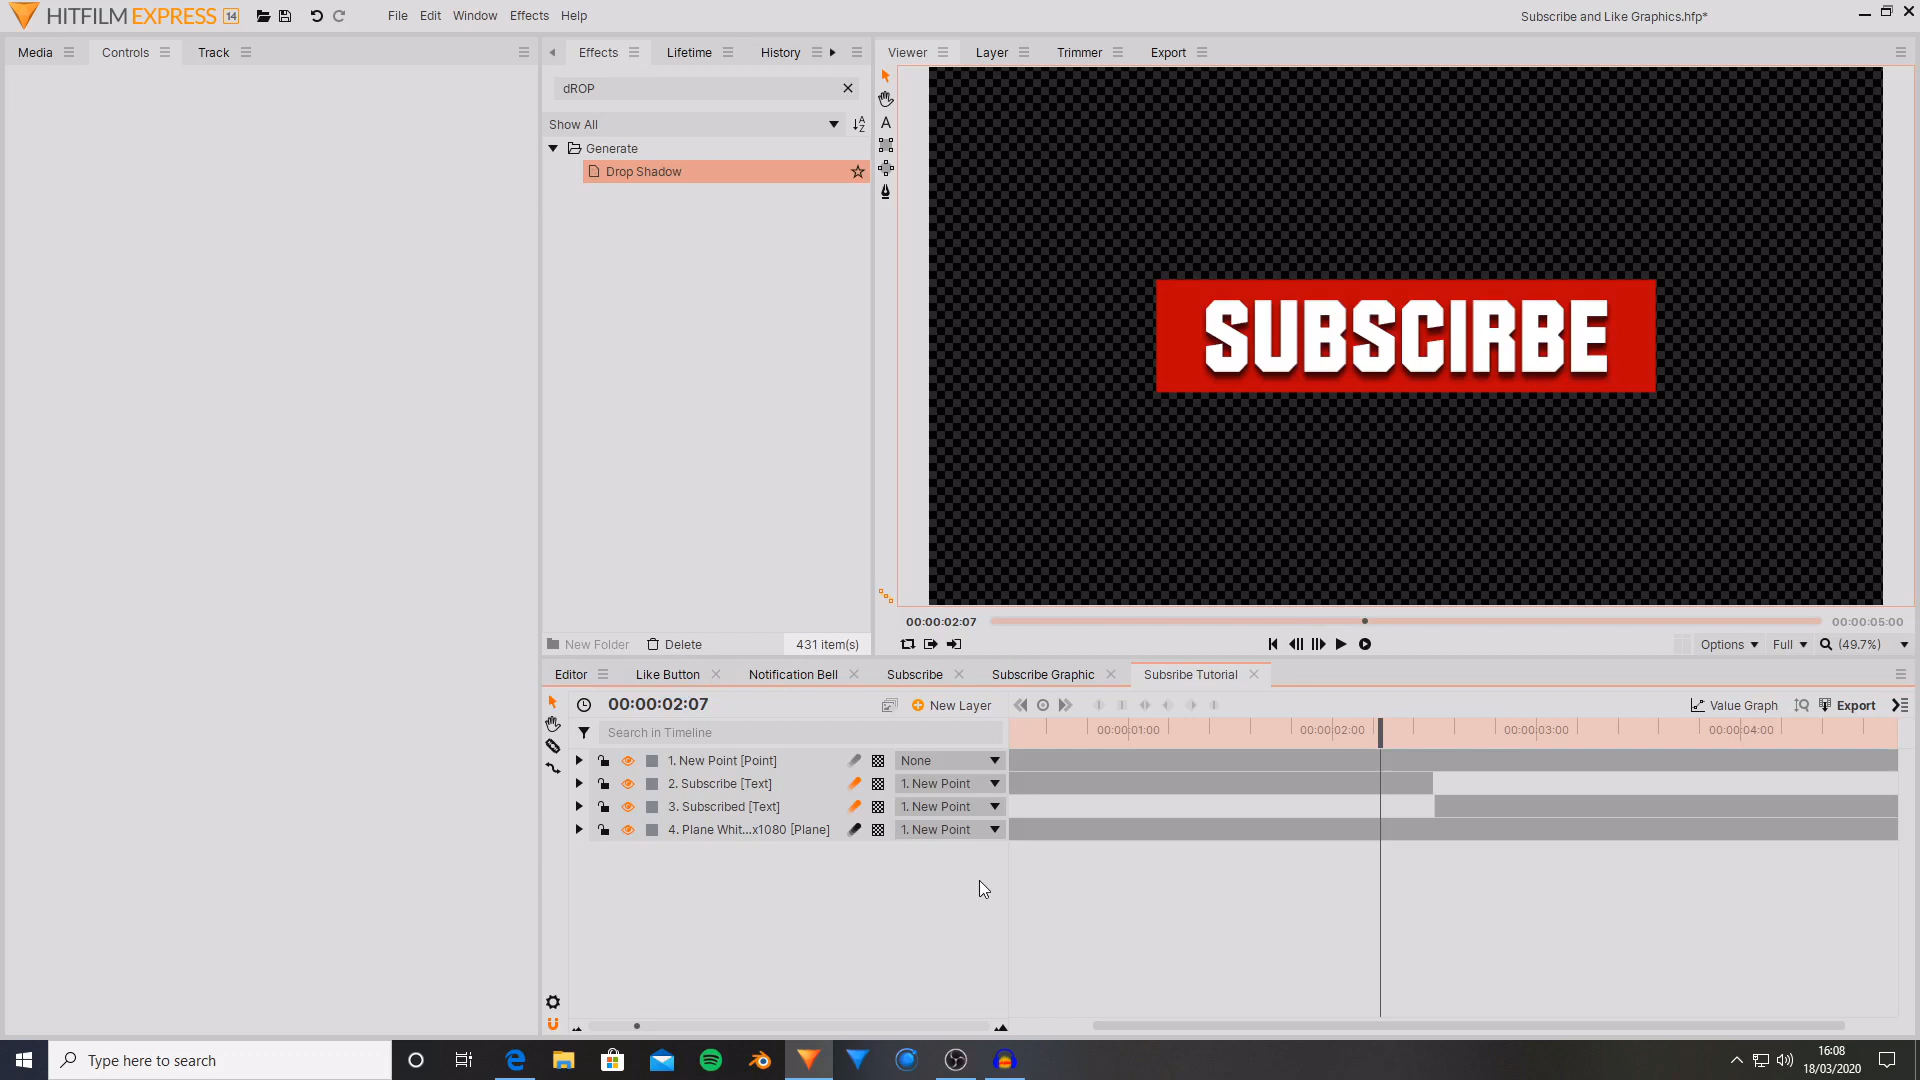 HITFILM EXPRESS 14
File Edit Window Effects Help
Subscribe and Like Graphics.hfp*
Media Controls Track
Effects Lifetime History
Viewer Layer Trimmer Export
dROP
Show All
Generate
Drop Shadow
SUBSCIRBE
New Folder Delete 431 item(s)
00:00:02:07
00:00:05:00
Options Full (49.7%)
Editor Like Button Notification Bell Subscribe Subscribe Graphic Subsribe Tutorial
00:00:02:07
New Layer
Value Graph
Export
Search in Timeline
00:00:01:00 00:00:02:00 00:00:03:00 00:00:04:00
1. New Point [Point] None
2. Subscribe [Text] 1. New Point
3. Subscribed [Text] 1. New Point
4. Plane Whit...x1080 [Plane] 1. New Point
Type here to search
16:08
18/03/2020